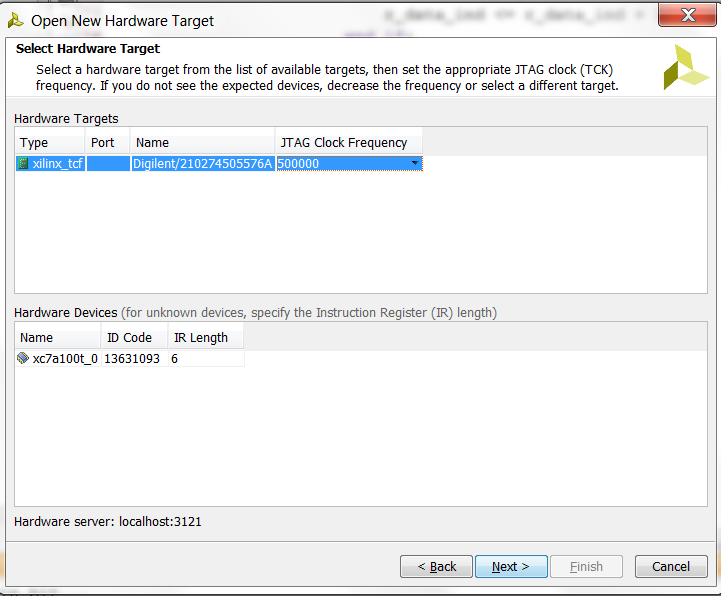 r_data_ind <= r_data_ind +
Open New Hardware Target
end if;
Select Hardware Target
Select a hardware target from the list of available targets, then set the appropriate JTAG clock (TCK)
frequency. If you do not see the expected devices, decrease the frequency or select a different target.
Hardware Targets
Type Port Name JTAG Clock Frequency
xilinx_tcf Digilent/210274505576A 500000
Hardware Devices (for unknown devices, specify the Instruction Register (IR) length)
Name ID Code IR Length
xc7a100t_0 13631093 6
Hardware server: localhost:3121
< Back Next > Finish Cancel